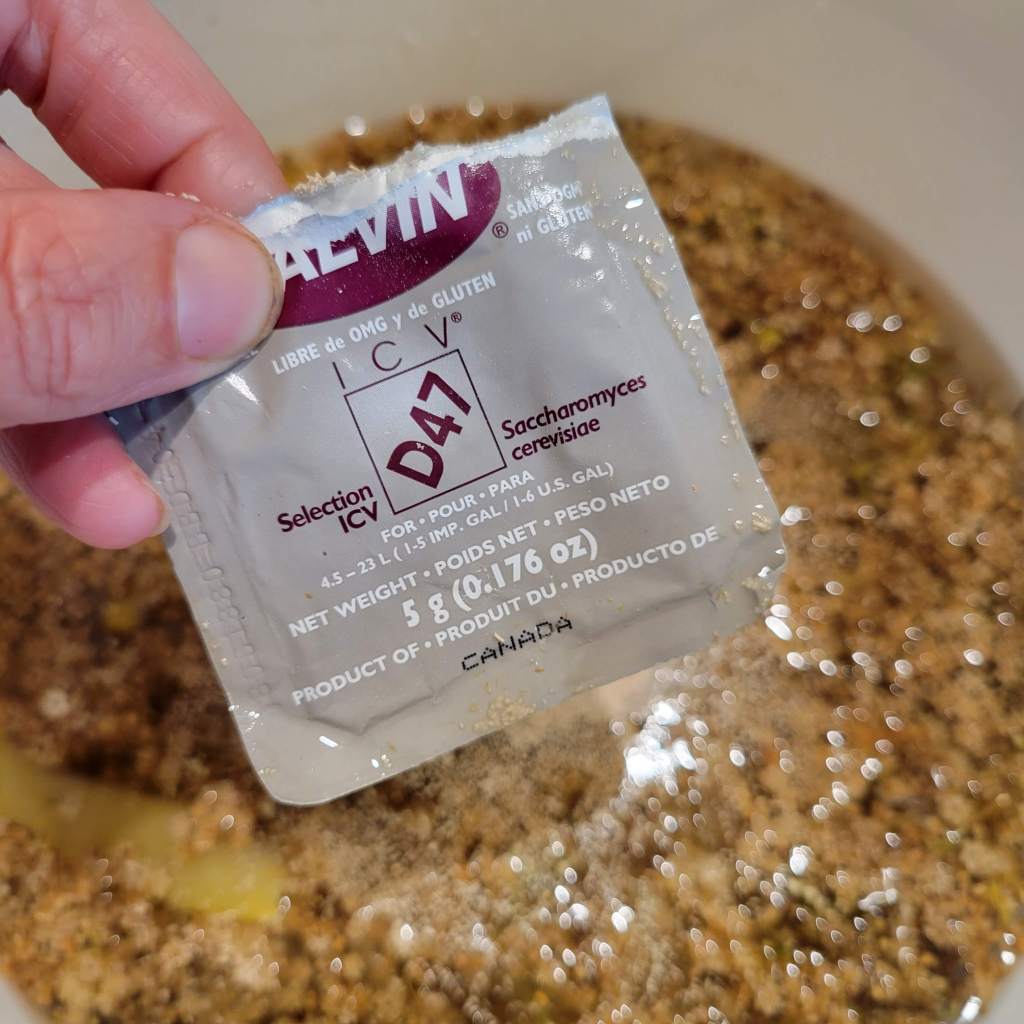 ALVIN
®
SANS OGM
ni GLUTEN
LIBRE de OMG y de GLUTEN
ICV®
D47
Saccharomyces
cerevisiae
Selection
ICV
FOR • POUR • PARA
4.5 – 23 L ( 1-5 IMP. GAL / 1-6 U.S. GAL)
NET WEIGHT • POIDS NET • PESO NETO
5 g (0.176 oz)
PRODUCT OF • PRODUIT DU • PRODUCTO DE
CANADA